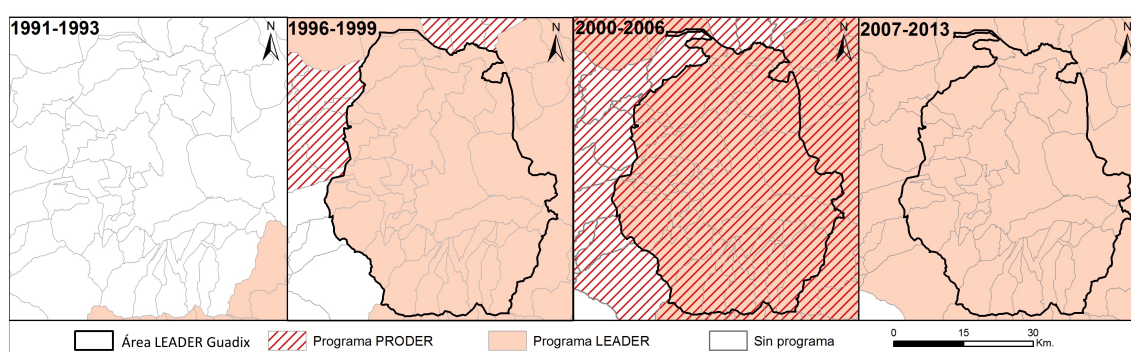 1991-1993
N
1996-1999
N
2000-2006
N
2007-2013
N
Área LEADER Guadix
Programa PRODER
Programa LEADER
Sin programa
0 15 30
Km.